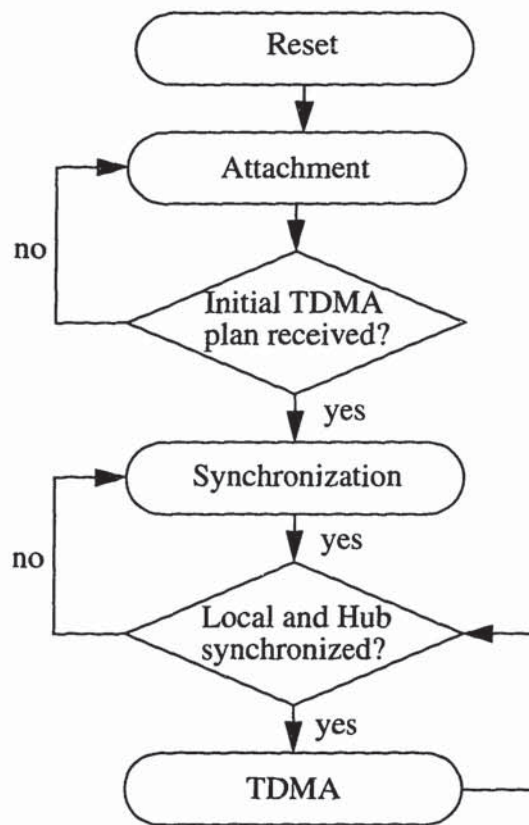 Reset
Attachment
no
Initial TDMA
plan received?
yes
Synchronization
yes
no
Local and Hub
synchronized?
yes
TDMA